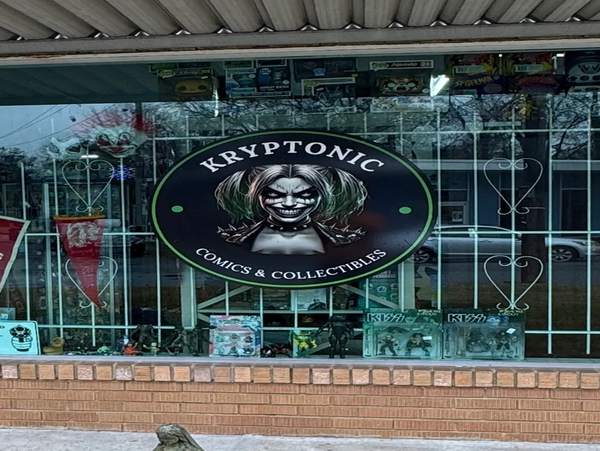 KRYPTONIC
COMICS & COLLECTIBLES
KISS
KISS